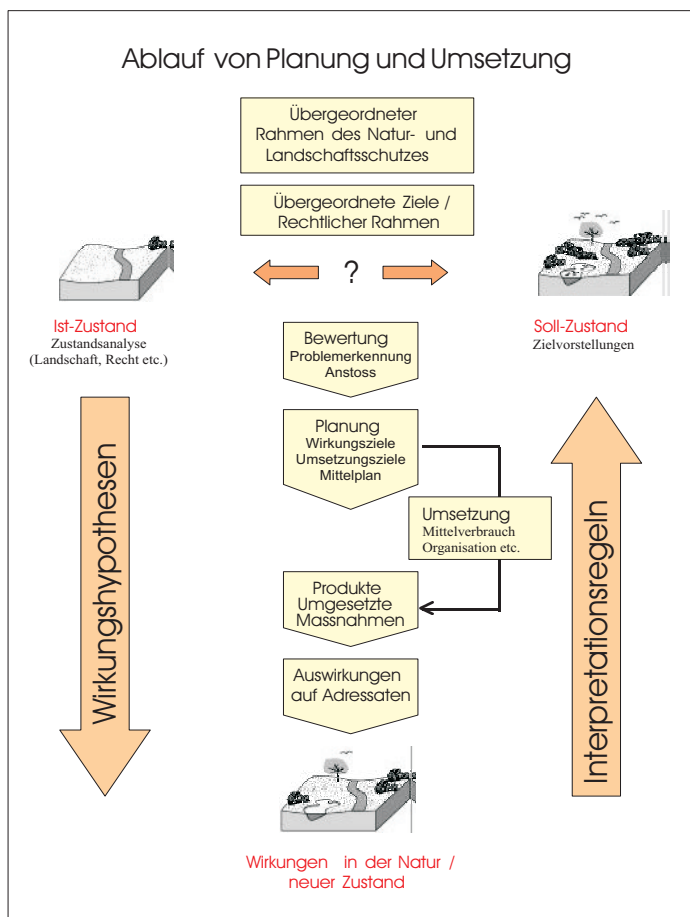 Ablauf von Planung und Umsetzung
Übergeordneter
Rahmen des Natur- und
Landschaftsschutzes
Übergeordnete Ziele /
Rechtlicher Rahmen
?
Ist-Zustand
Zustandsanalyse
(Landschaft, Recht etc.)
Soll-Zustand
Zielvorstellungen
Bewertung
Problemerkennung
Anstoss
Planung
Wirkungsziele
Umsetzungsziele
Mittelplan
Umsetzung
Mittelverbrauch
Organisation etc.
Produkte
Umgesetzte
Massnahmen
Auswirkungen
auf Adressaten
Wirkungshypothesen
Interpretationsregeln
Wirkungen in der Natur /
neuer Zustand